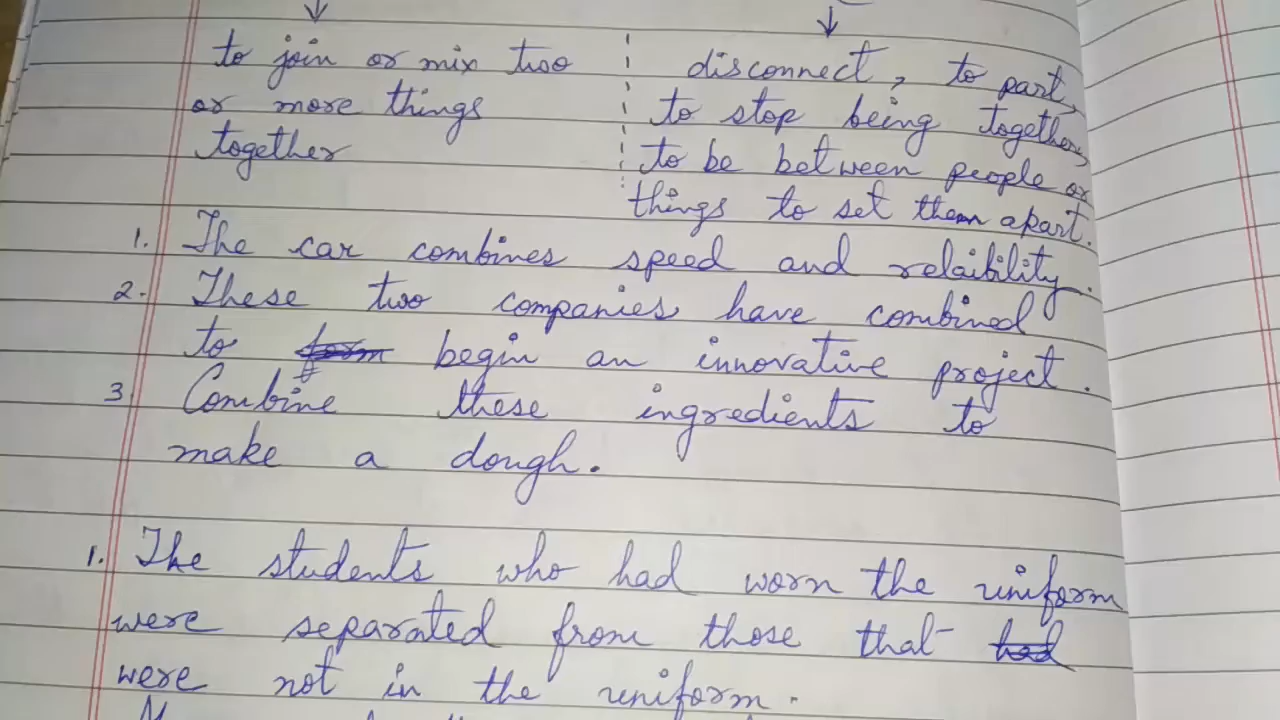 to join or mix two
or more things
together
disconnect, to part,
to stop being together,
to be between people or
things to set them apart.
1. The car combines speed and relaibility.
2. These two companies have combined
to form begin an innovative project.
3. Combine these ingredients to
make a dough.
1. The students who had worn the uniform
were separated from those that had
were not in the uniform.